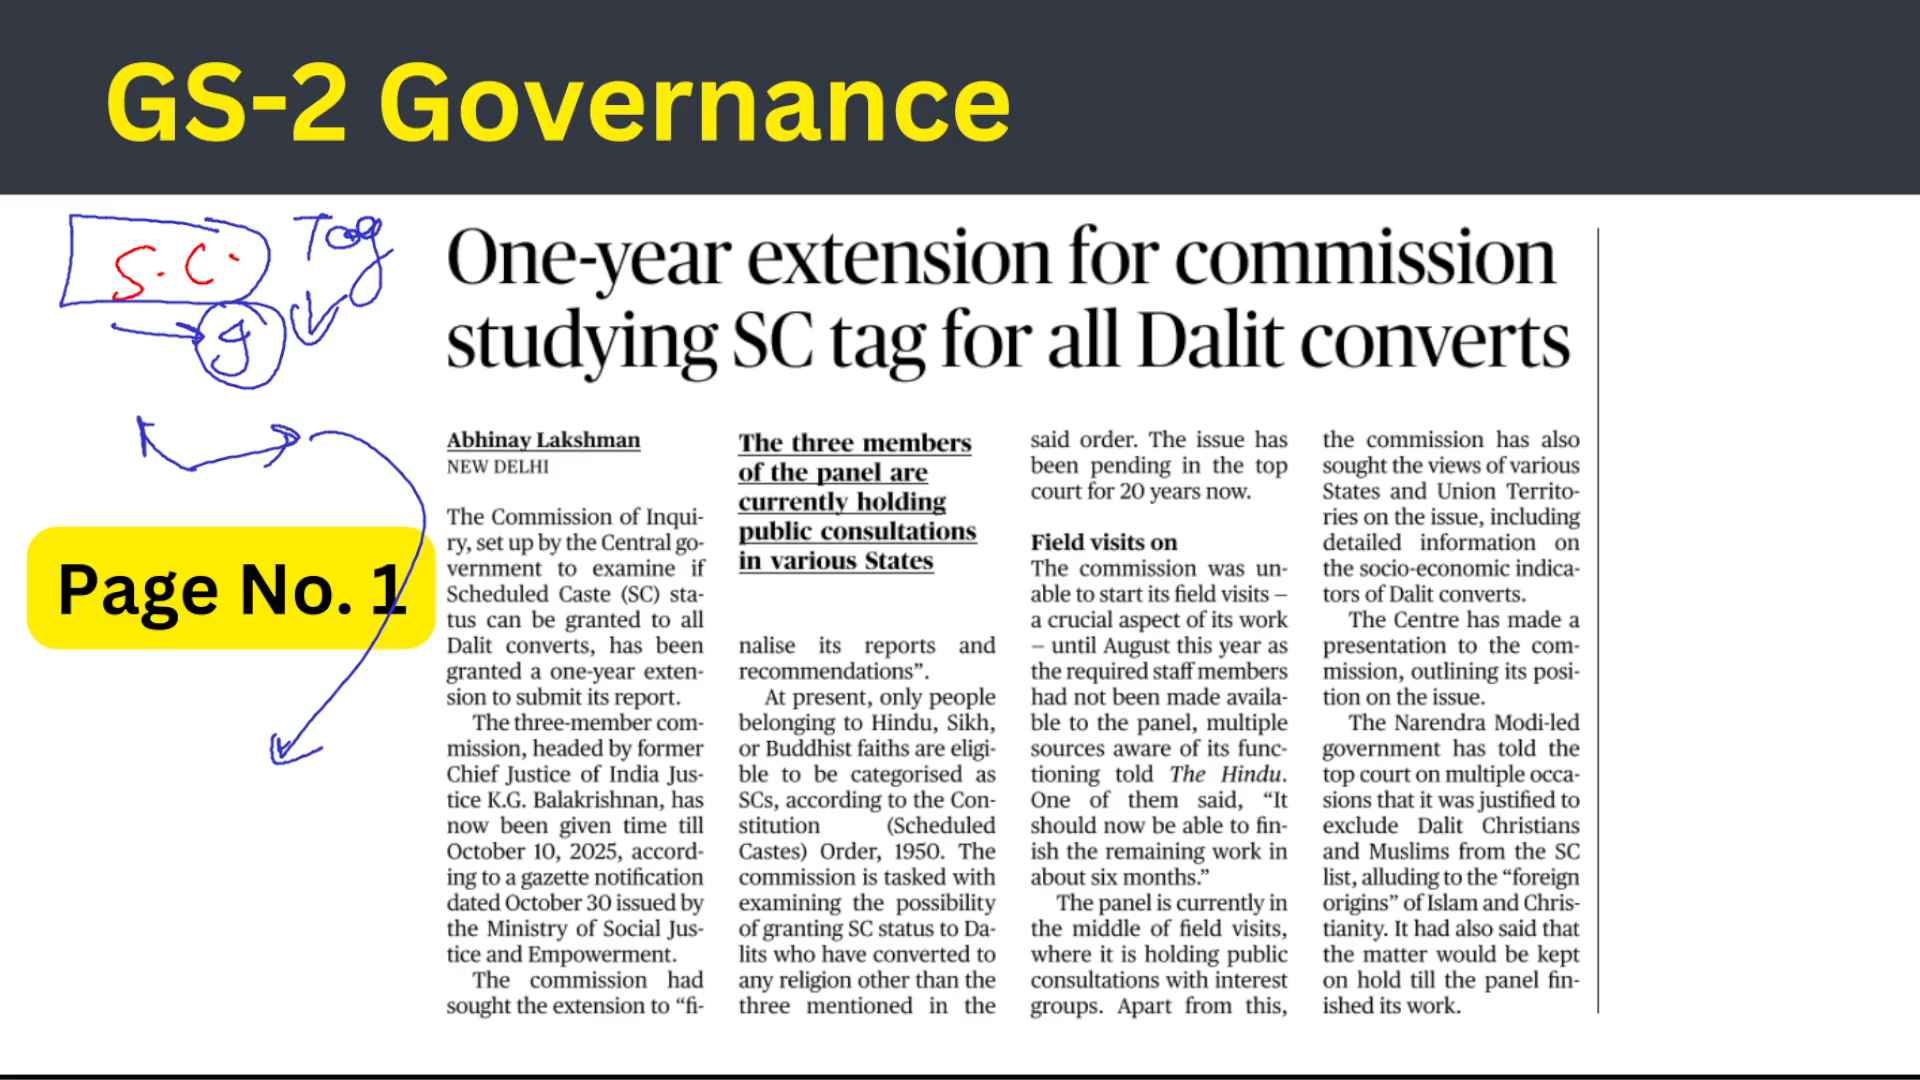 GS-2 Governance
S.C.
Tag
One-year extension for commission
studying SC tag for all Dalit converts
Page No. 1
Abhinay Lakshman
NEW DELHI
The Commission of Inqui-
ry, set up by the Central go-
vernment to examine if
Scheduled Caste (SC) sta-
tus can be granted to all
Dalit converts, has been
granted a one-year exten-
sion to submit its report.
The three-member com-
mission, headed by former
Chief Justice of India Jus-
tice K.G. Balakrishnan, has
now been given time till
October 10, 2025, accord-
ing to a gazette notification
dated October 30 issued by
the Ministry of Social Jus-
tice and Empowerment.
The commission had
sought the extension to “fi-
The three members
of the panel are
currently holding
public consultations
in various States
nalise its reports and
recommendations”.
At present, only people
belonging to Hindu, Sikh,
or Buddhist faiths are eligi-
ble to be categorised as
SCs, according to the Con-
stitution (Scheduled
Castes) Order, 1950. The
commission is tasked with
examining the possibility
of granting SC status to Da-
lits who have converted to
any religion other than the
three mentioned in the
said order. The issue has
been pending in the top
court for 20 years now.
Field visits on
The commission was un-
able to start its field visits –
a crucial aspect of its work
– until August this year as
the required staff members
had not been made availa-
ble to the panel, multiple
sources aware of its func-
tioning told The Hindu.
One of them said, “It
should now be able to fin-
ish the remaining work in
about six months.”
The panel is currently in
the middle of field visits,
where it is holding public
consultations with interest
groups. Apart from this,
the commission has also
sought the views of various
States and Union Territo-
ries on the issue, including
detailed information on
the socio-economic indica-
tors of Dalit converts.
The Centre has made a
presentation to the com-
mission, outlining its posi-
tion on the issue.
The Narendra Modi-led
government has told the
top court on multiple occa-
sions that it was justified to
exclude Dalit Christians
and Muslims from the SC
list, alluding to the “foreign
origins” of Islam and Chris-
tianity. It had also said that
the matter would be kept
on hold till the panel fin-
ished its work.